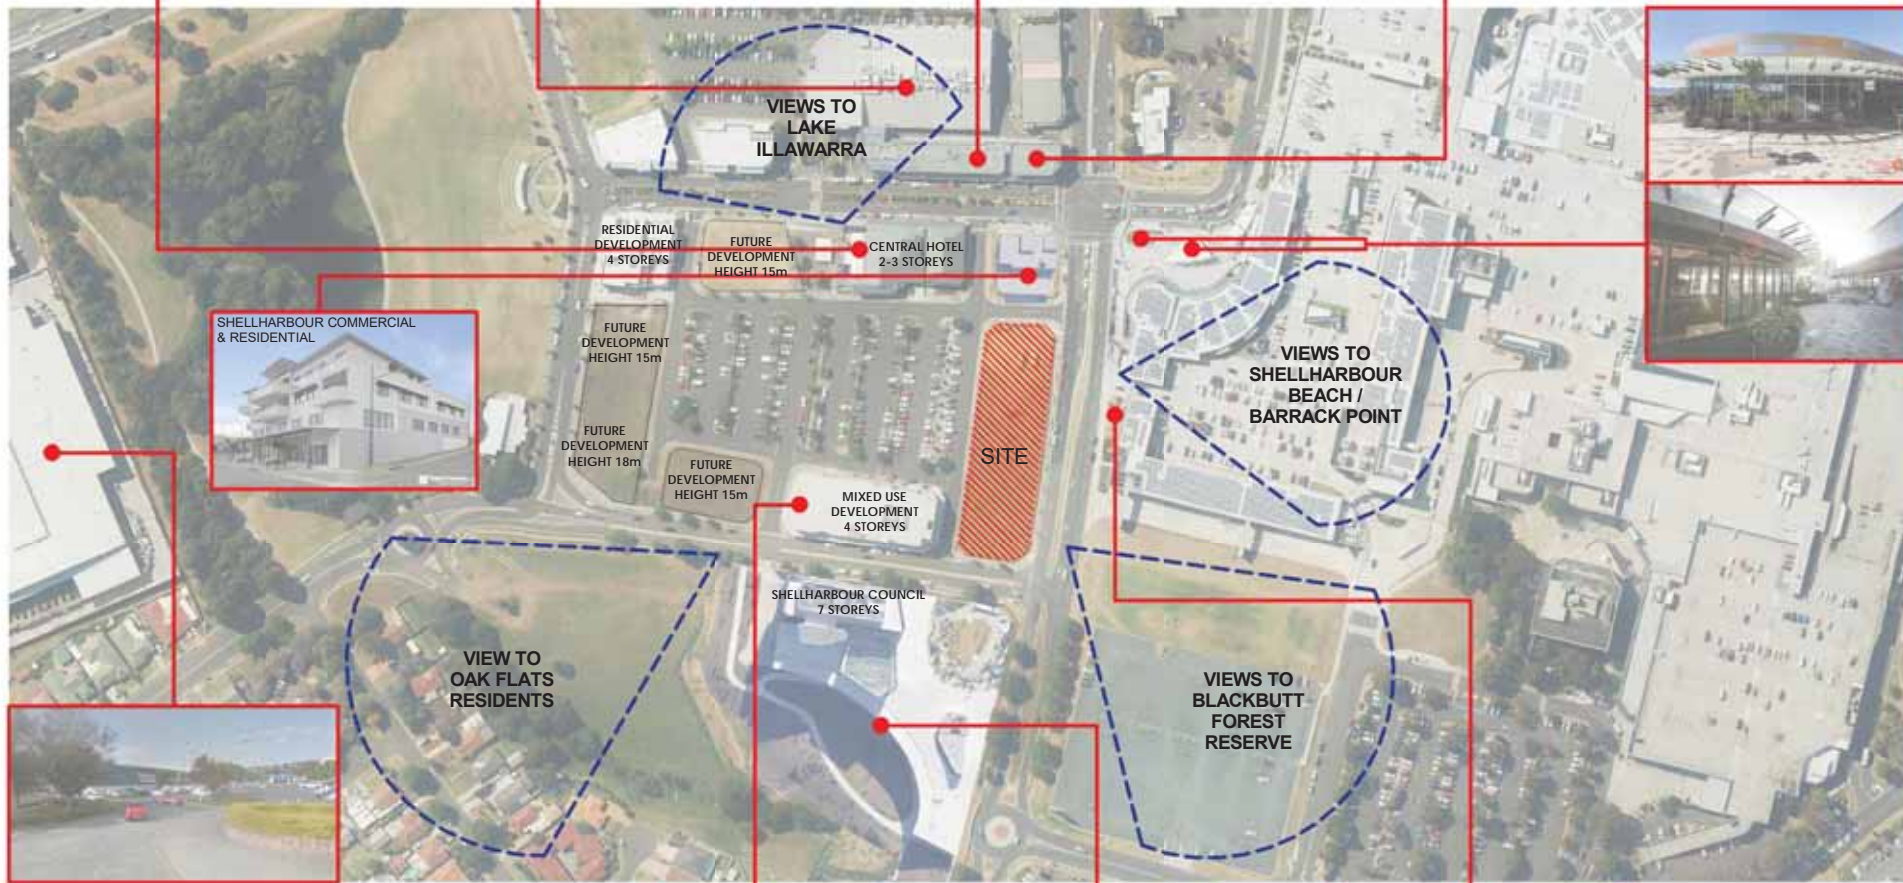 VIEWS TO
LAKE
ILLAWARRA
RESIDENTIAL
DEVELOPMENT
4 STOREYS
FUTURE
DEVELOPMENT
HEIGHT 15m
CENTRAL HOTEL
2-3 STOREYS
SHELLHARBOUR COMMERCIAL
& RESIDENTIAL
FUTURE
DEVELOPMENT
HEIGHT 15m
VIEWS TO
SHELLHARBOUR
BEACH /
BARRACK POINT
FUTURE
DEVELOPMENT
HEIGHT 18m
FUTURE
DEVELOPMENT
HEIGHT 15m
SITE
MIXED USE
DEVELOPMENT
4 STOREYS
SHELLHARBOUR COUNCIL
7 STOREYS
VIEW TO
OAK FLATS
RESIDENTS
VIEWS TO
BLACKBUTT
FOREST
RESERVE